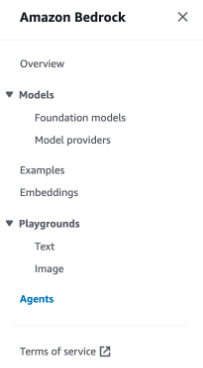 Amazon Bedrock
Overview
Models
Foundation models
Model providers
Examples
Embeddings
Playgrounds
Text
Image
Agents
Terms of service